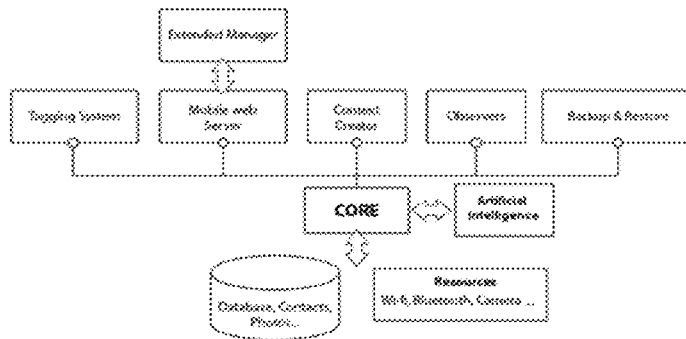 Extended Manager
Tagging System
Mobile web
Server
Context
Creator
Observers
Backup & Restore
CORE
Artificial
Intelligence
Database, Contacts,
Photos...
Resources
Wi-fi, Bluetooth, Camera ...